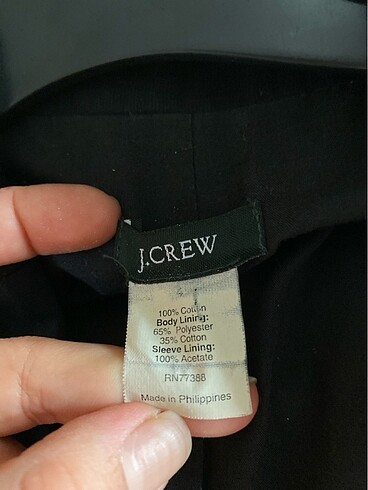 J.CREW
100% Cotton
Body Lining:
65% Polyester
35% Cotton
Sleeve Lining:
100% Acetate
RN77388
Made in Philippines